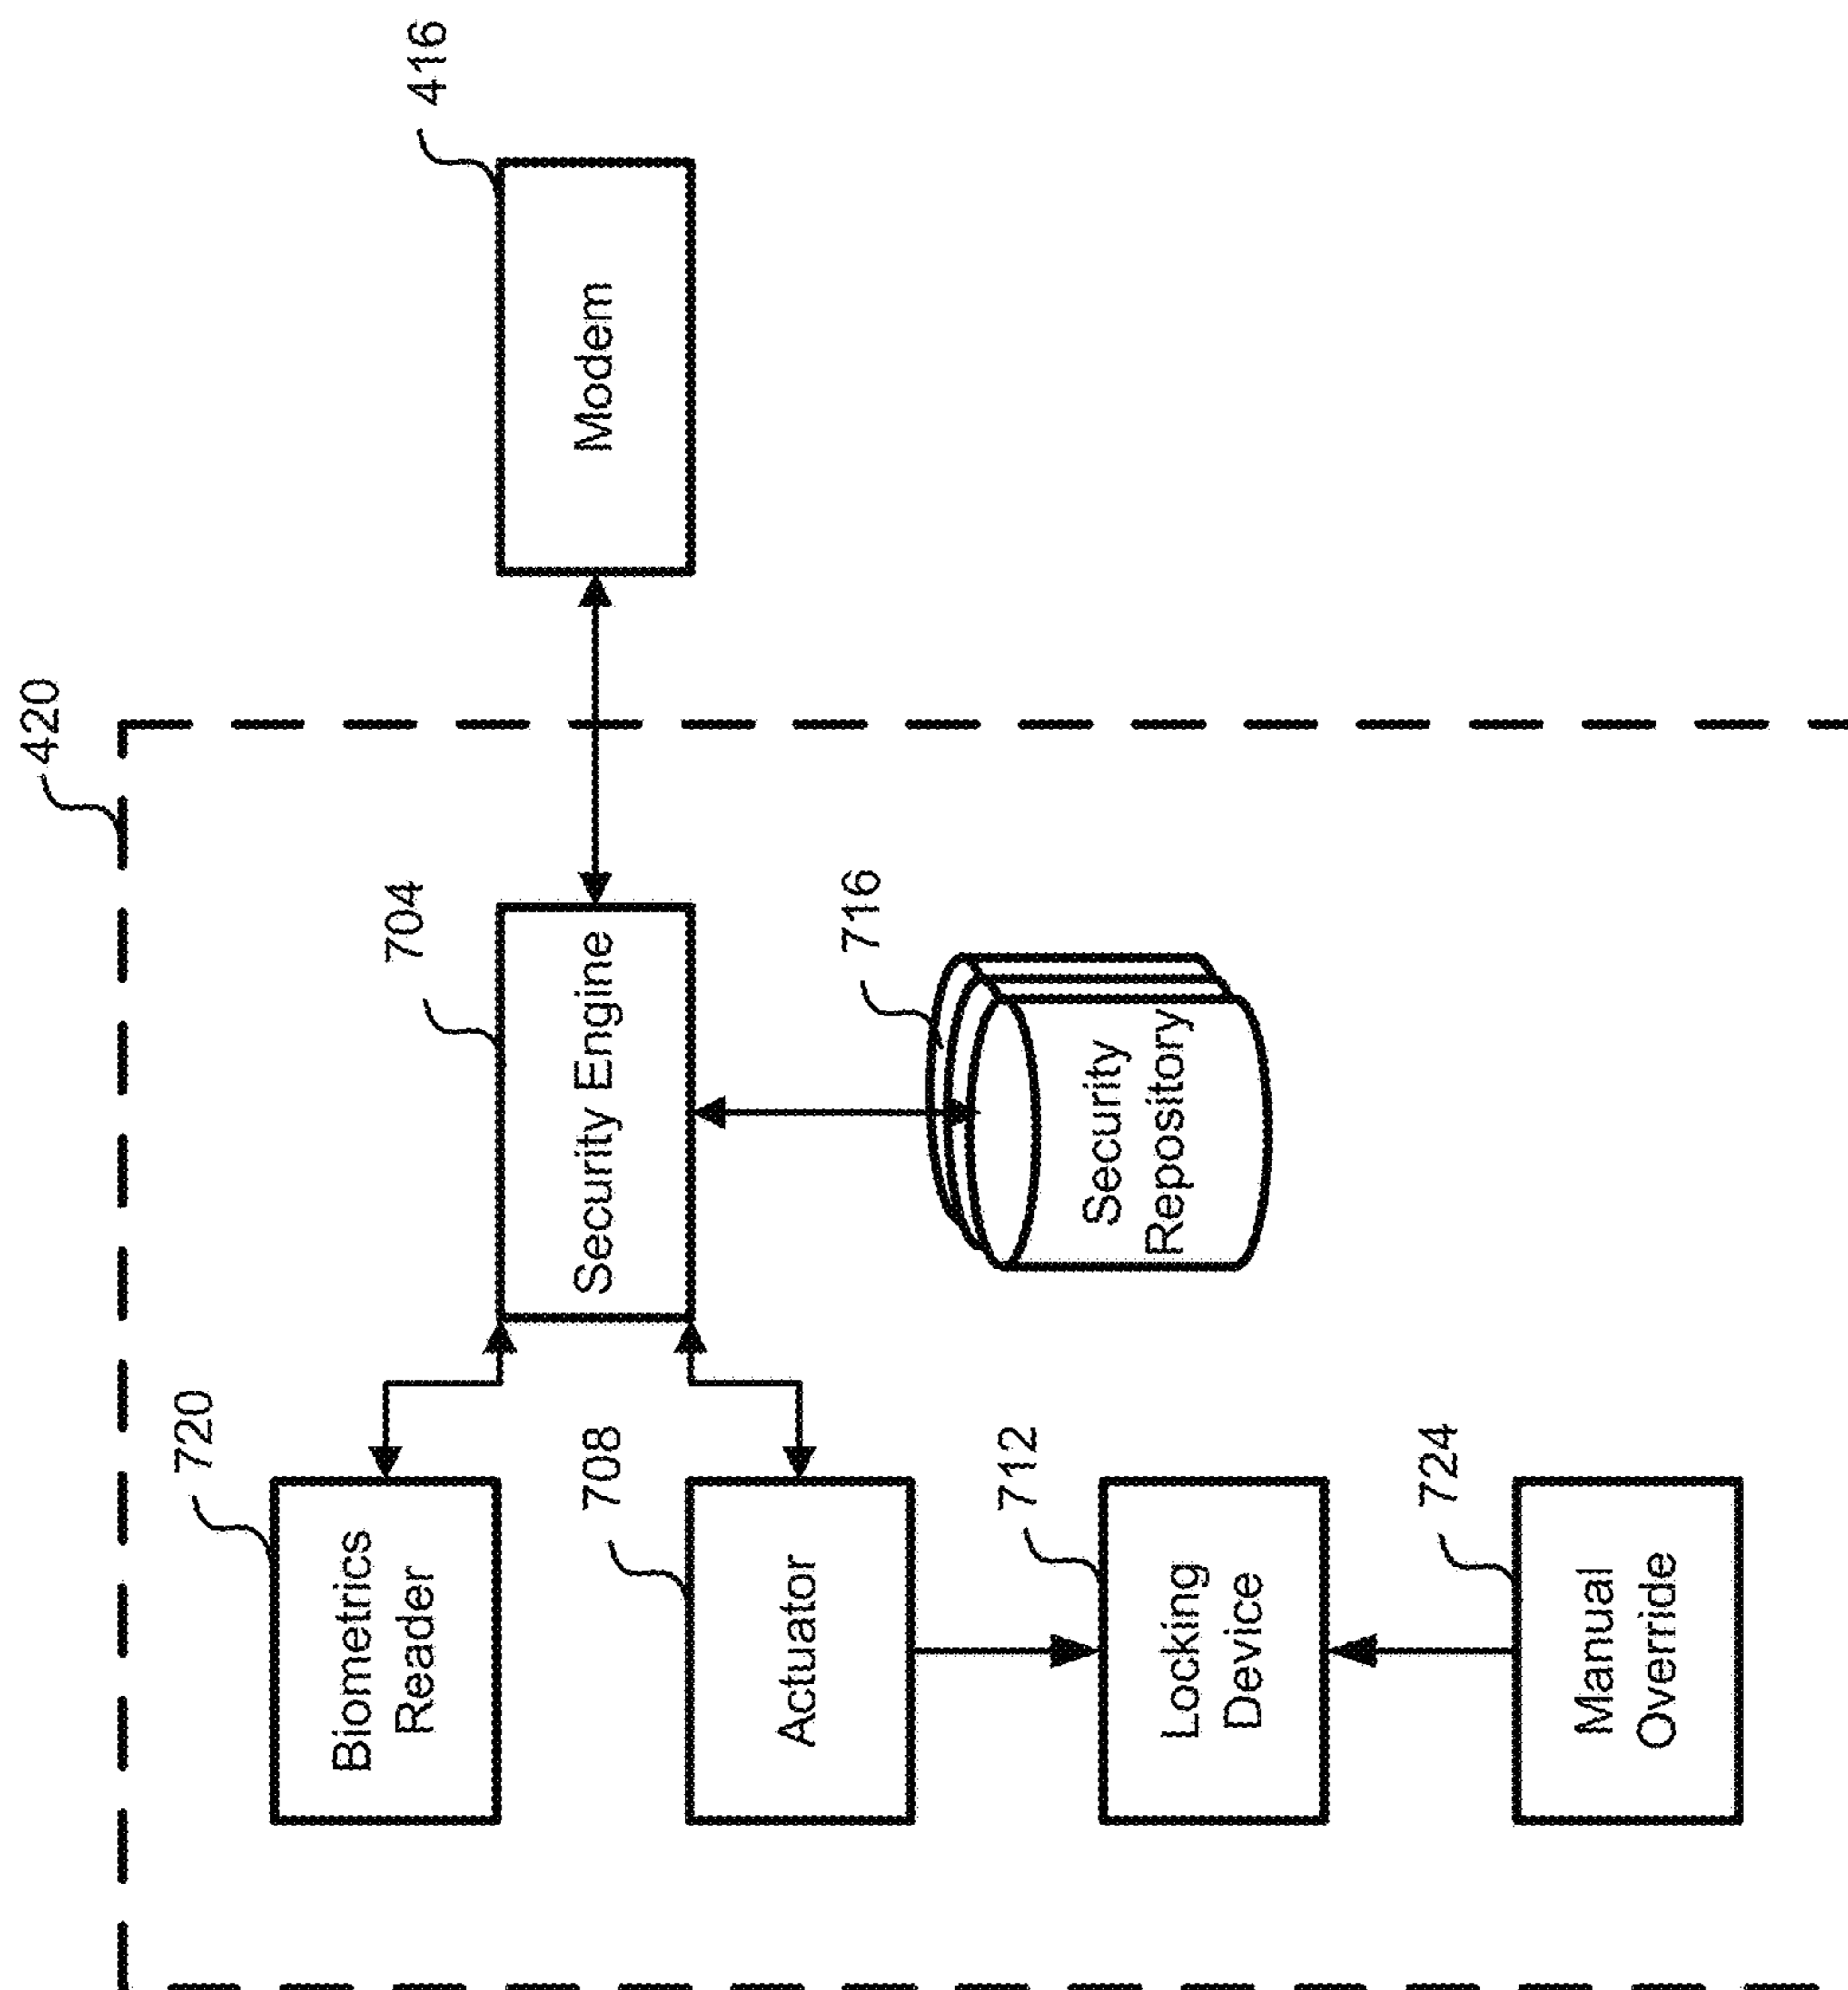 420
720
Biometrics
Reader
704
Security Engine
416
Modem
708
Actuator
716
Security
Repository
712
Locking
Device
724
Manual
Override